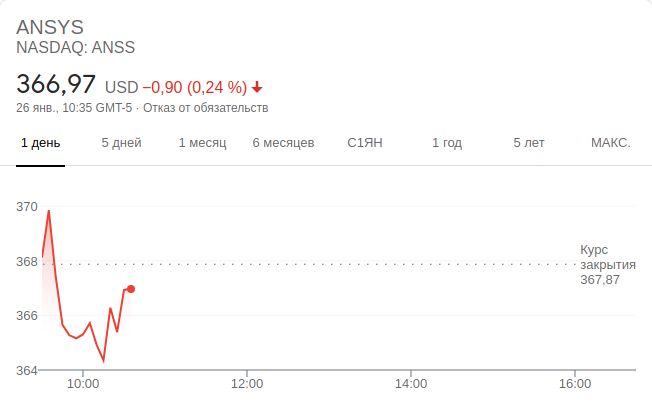 ANSYS
NASDAQ: ANSS
366,97 USD −0,90 (0,24 %)
26 янв., 10:35 GMT-5 · Отказ от обязательств
1 день 5 дней 1 месяц 6 месяцев С1ЯН 1 год 5 лет МАКС.
370
368
366
364
Курс
закрытия
367,87
10:00 12:00 14:00 16:00